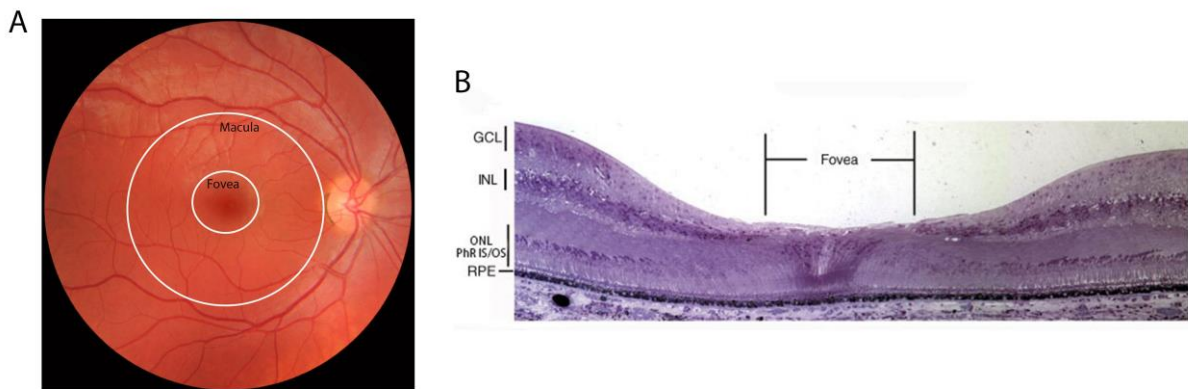 A
Macula
Fovea
B
GCL
Fovea
INL
ONL
PhR IS/OS
RPE